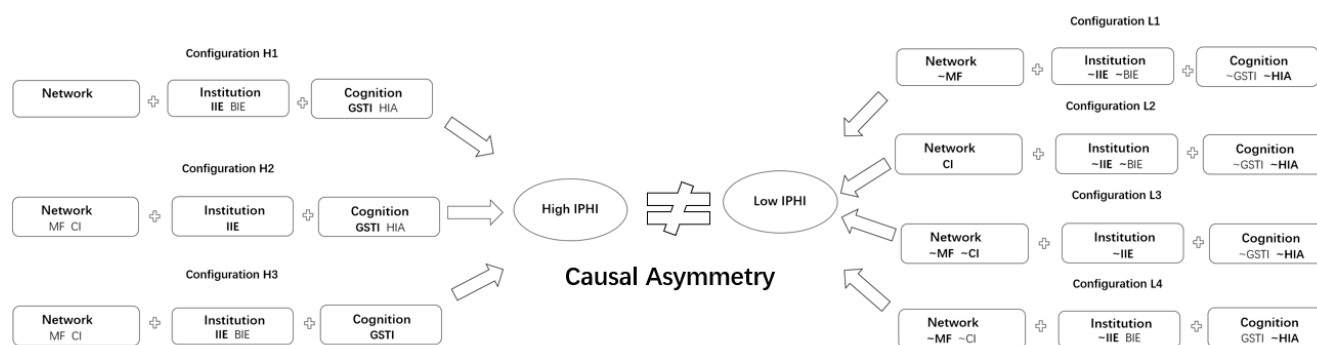 Configuration H1
Network
Institution
IIE BIE
Cognition
GSTI HIA
Configuration H2
Network
MF CI
Institution
IIE
Cognition
GSTI HIA
Configuration H3
Network
MF CI
Institution
IIE BIE
Cognition
GSTI
High IPHI
Low IPHI
Causal Asymmetry
Configuration L1
Network
~MF
Institution
~IIE ~BIE
Cognition
~GSTI ~HIA
Configuration L2
Network
CI
Institution
~IIE ~BIE
Cognition
~GSTI ~HIA
Configuration L3
Network
~MF ~CI
Institution
~IIE
Cognition
~GSTI ~HIA
Configuration L4
Network
~MF ~CI
Institution
~IIE BIE
Cognition
GSTI ~HIA